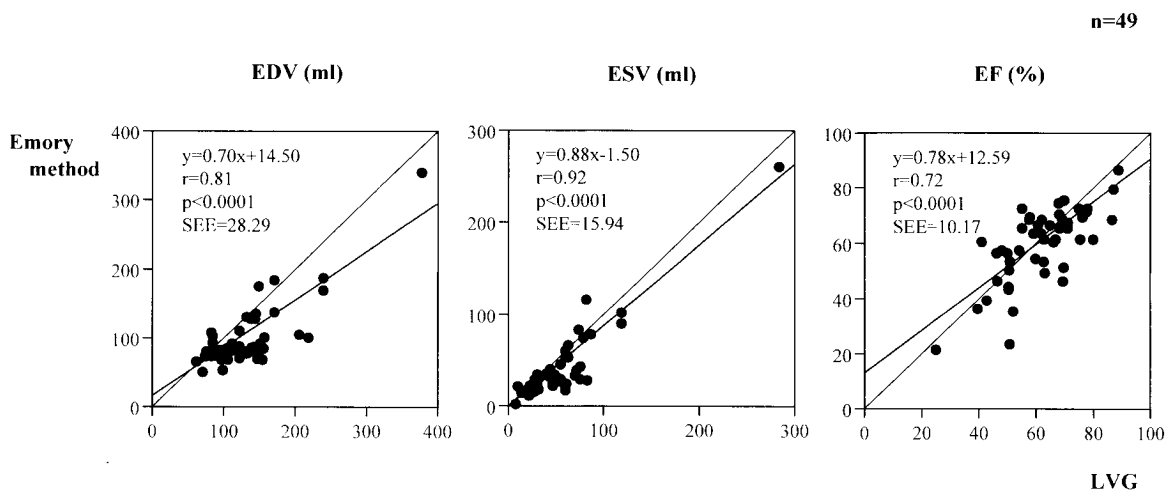 n=49
EDV (ml)
ESV (ml)
EF (%)
Emory
method
400
300
200
100
0
y=0.70x+14.50
r=0.81
p<0.0001
SEE=28.29
0
100
200
300
400
300
200
100
0
y=0.88x-1.50
r=0.92
p<0.0001
SEE=15.94
0
100
200
300
100
80
60
40
20
0
y=0.78x+12.59
r=0.72
p<0.0001
SEE=10.17
0
20
40
60
80
100
LVG